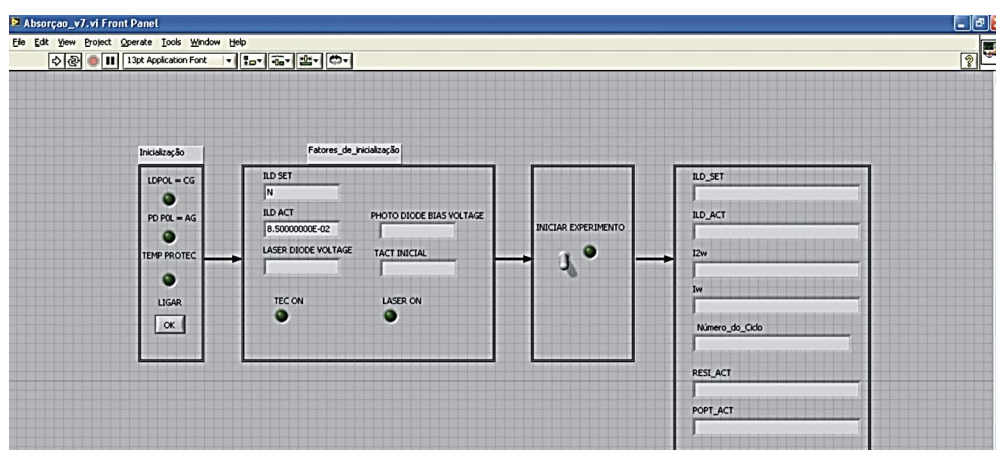 Absorçao_v7.vi Front Panel
File Edit View Project Operate Tools Window Help
13pt Application Font
Inicialização
LDPOL = CG
PD POL = AG
TEMP PROTEC
LIGAR
OK
Fatores_de_inicialização
ILD SET
N
ILD ACT
8.50000000E-02
LASER DIODE VOLTAGE
PHOTO DIODE BIAS VOLTAGE
TACT INICIAL
TEC ON
LASER ON
INICIAR EXPERIMENTO
ILD_SET
ILD_ACT
I2w
Iw
Número_do_Ciclo
RESI_ACT
POPT_ACT